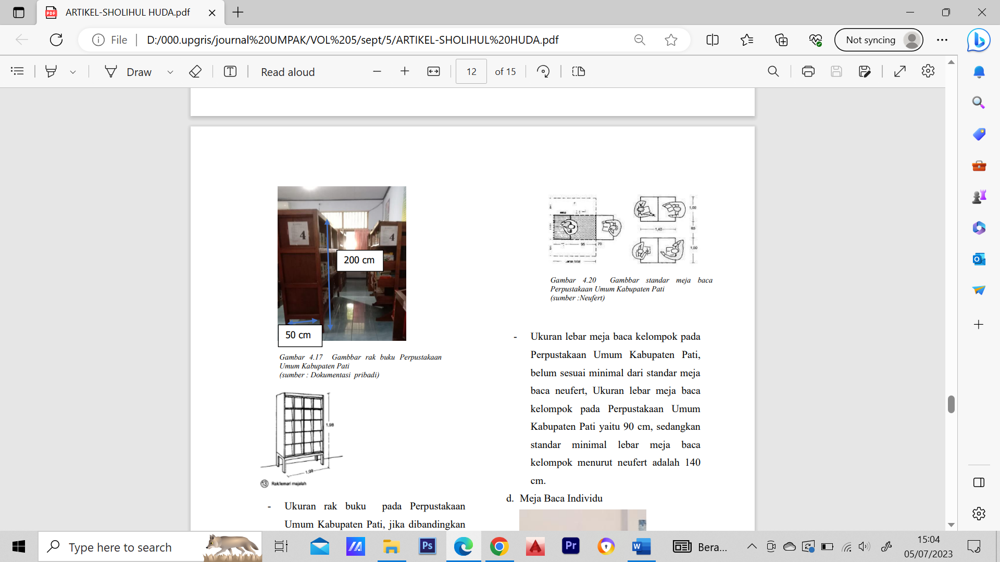 ARTIKEL-SHOLIHUL HUDA.pdf
File
D:/000.upgris/journal%20UMPAK/VOL%205/sept/5/ARTIKEL-SHOLIHUL%20HUDA.pdf
Not syncing
Draw
Read aloud
12
of 15
4
4
200 cm
50 cm
Gambar 4.17 Gambbar rak buku Perpustakaan
Umum Kabupaten Pati
(sumber : Dokumentasi pribadi)
1,98
1,09
13 Rak/lemari majalah
- Ukuran rak buku pada Perpustakaan
Umum Kabupaten Pati, jika dibandingkan
95
70
1,00
1,40
60
1,00
Gambar 4.20 Gambbar standar meja baca
Perpustakaan Umum Kabupaten Pati
(sumber :Neufert)
- Ukuran lebar meja baca kelompok pada
Perpustakaan Umum Kabupaten Pati,
belum sesuai minimal dari standar meja
baca neufert, Ukuran lebar meja baca
kelompok pada Perpustakaan Umum
Kabupaten Pati yaitu 90 cm, sedangkan
standar minimal lebar meja baca
kelompok menurut neufert adalah 140
cm.
d. Meja Baca Individu
Type here to search
Ps
Pr
W
Bera...
15:04
05/07/2023